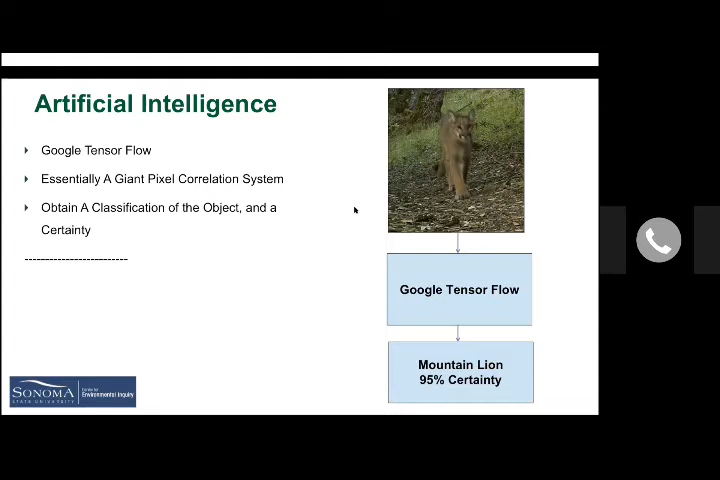 Artificial Intelligence
Google Tensor Flow
Essentially A Giant Pixel Correlation System
Obtain A Classification of the Object, and a
Certainty
-------------------------
Google Tensor Flow
Mountain Lion
95% Certainty
SONOMA
STATE UNIVERSITY
Center for
Environmental Inquiry